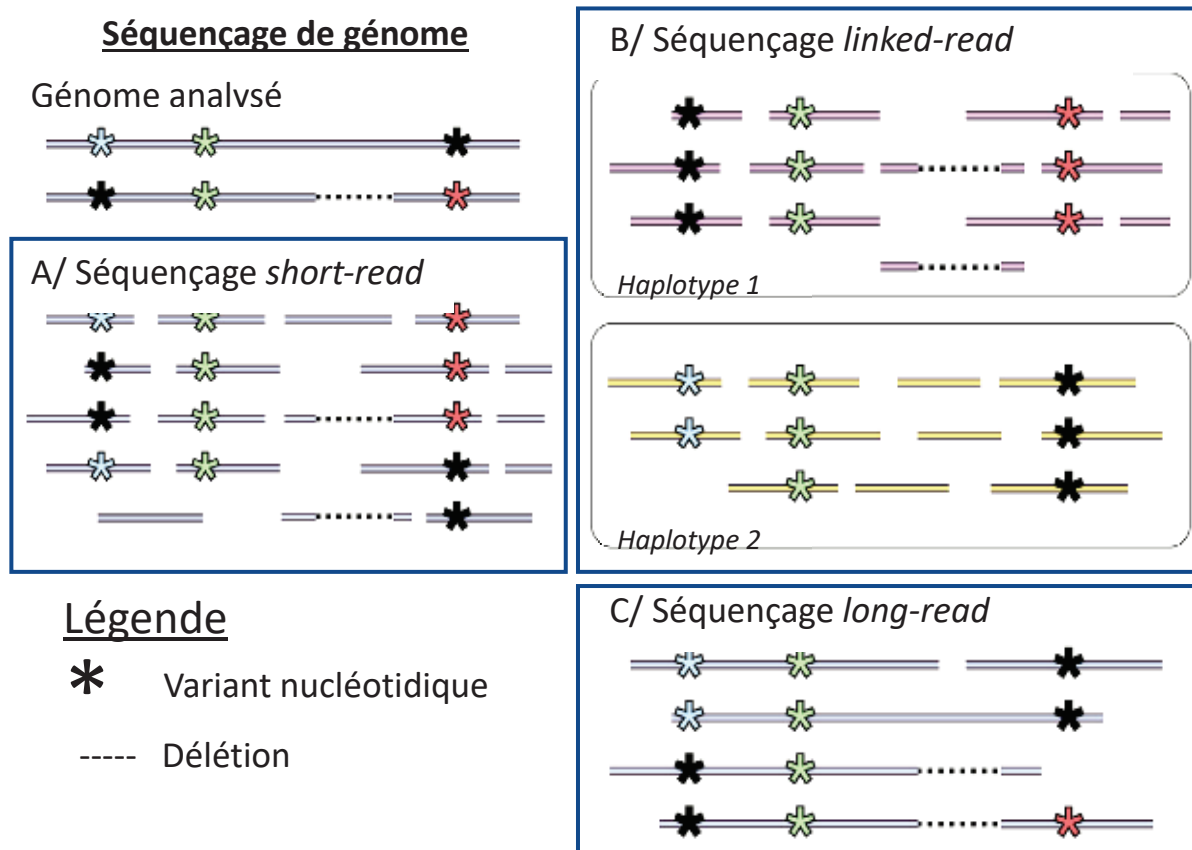 Séquençage de génome
Génome analysé
A/ Séquençage short-read
Légende
* Variant nucléotidique
----- Délétion
B/ Séquençage linked-read
Haplotype 1
Haplotype 2
C/ Séquençage long-read